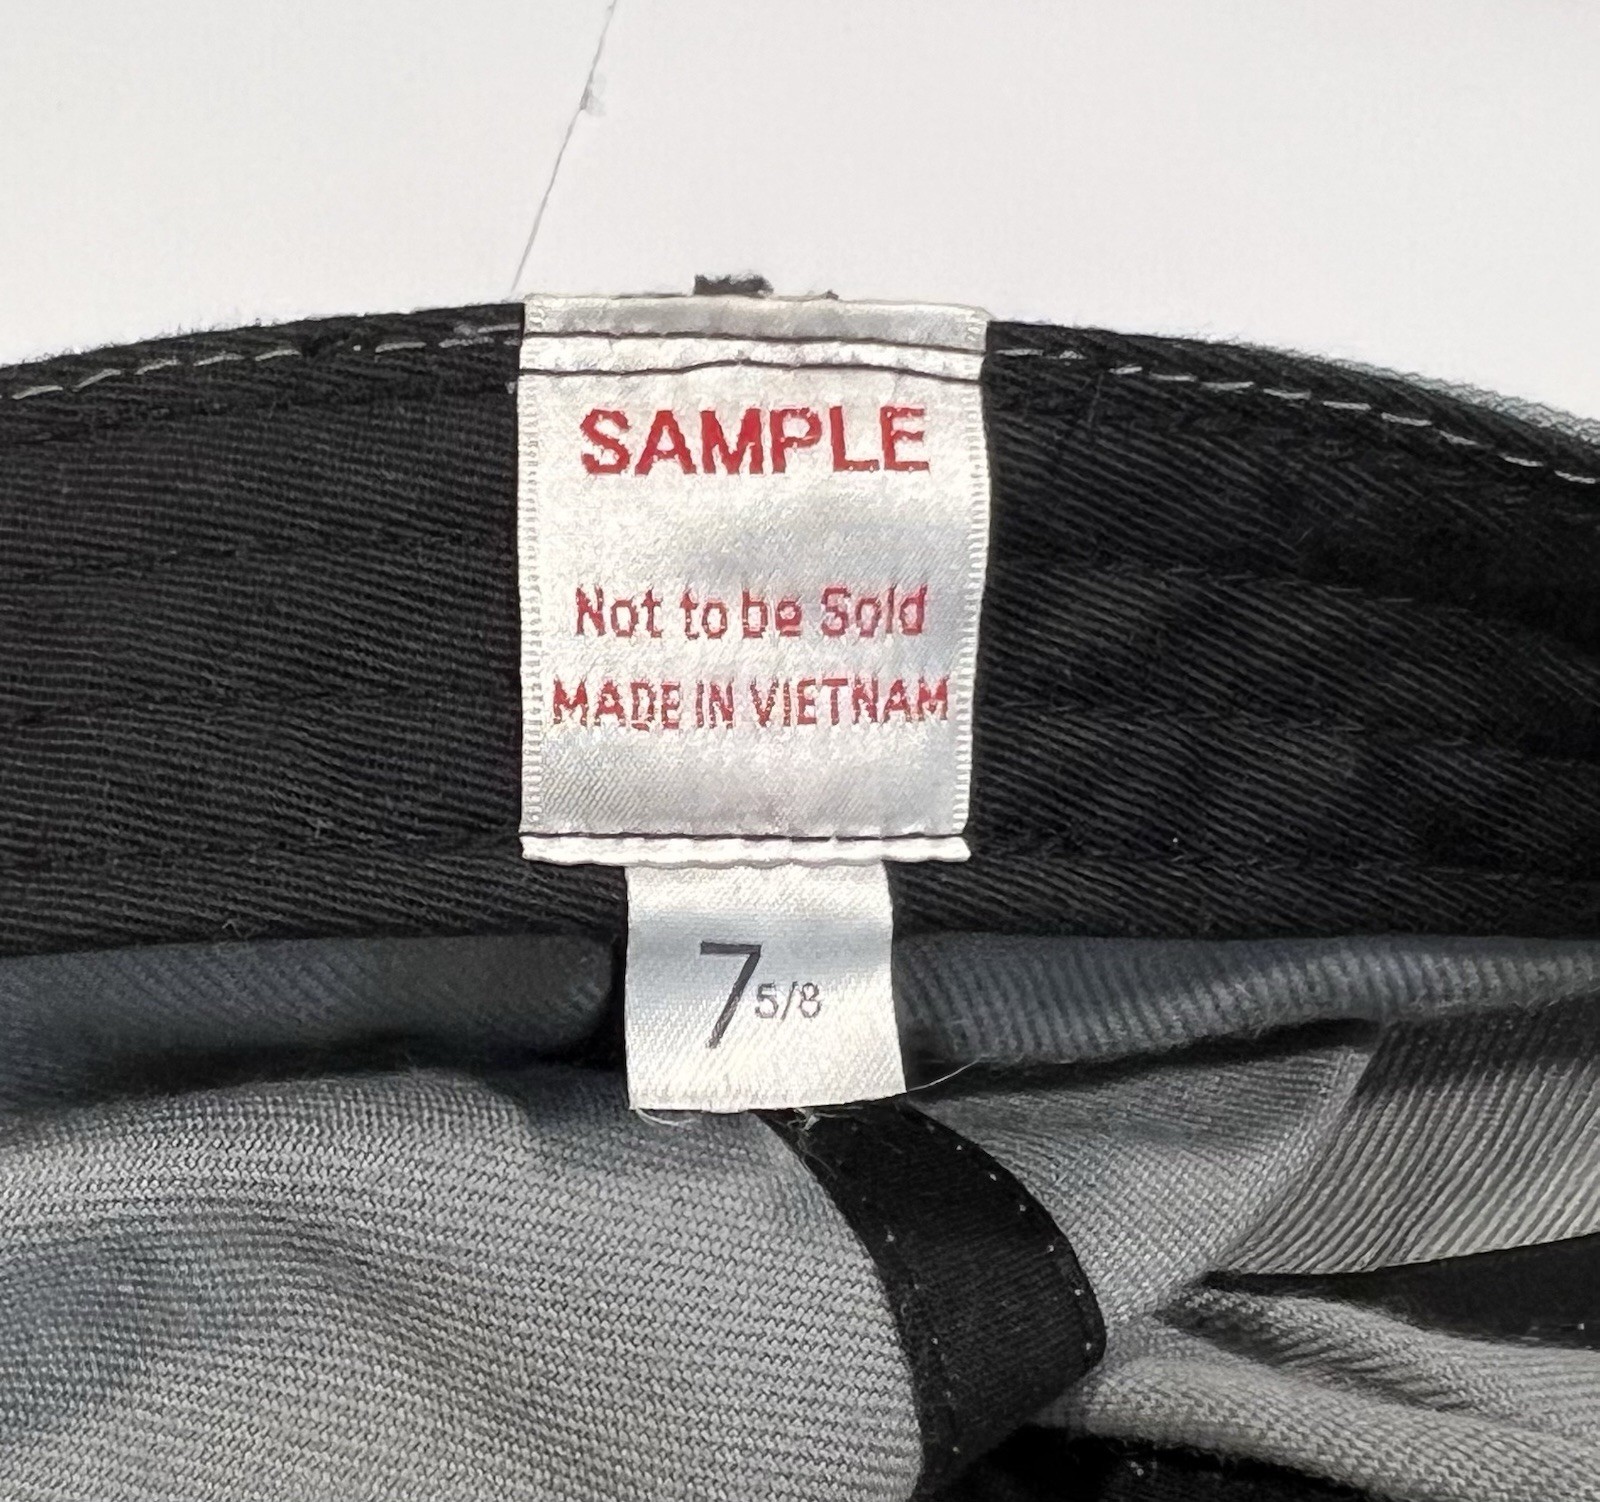 SAMPLE
Not to be Sold
MADE IN VIETNAM
7 5/8